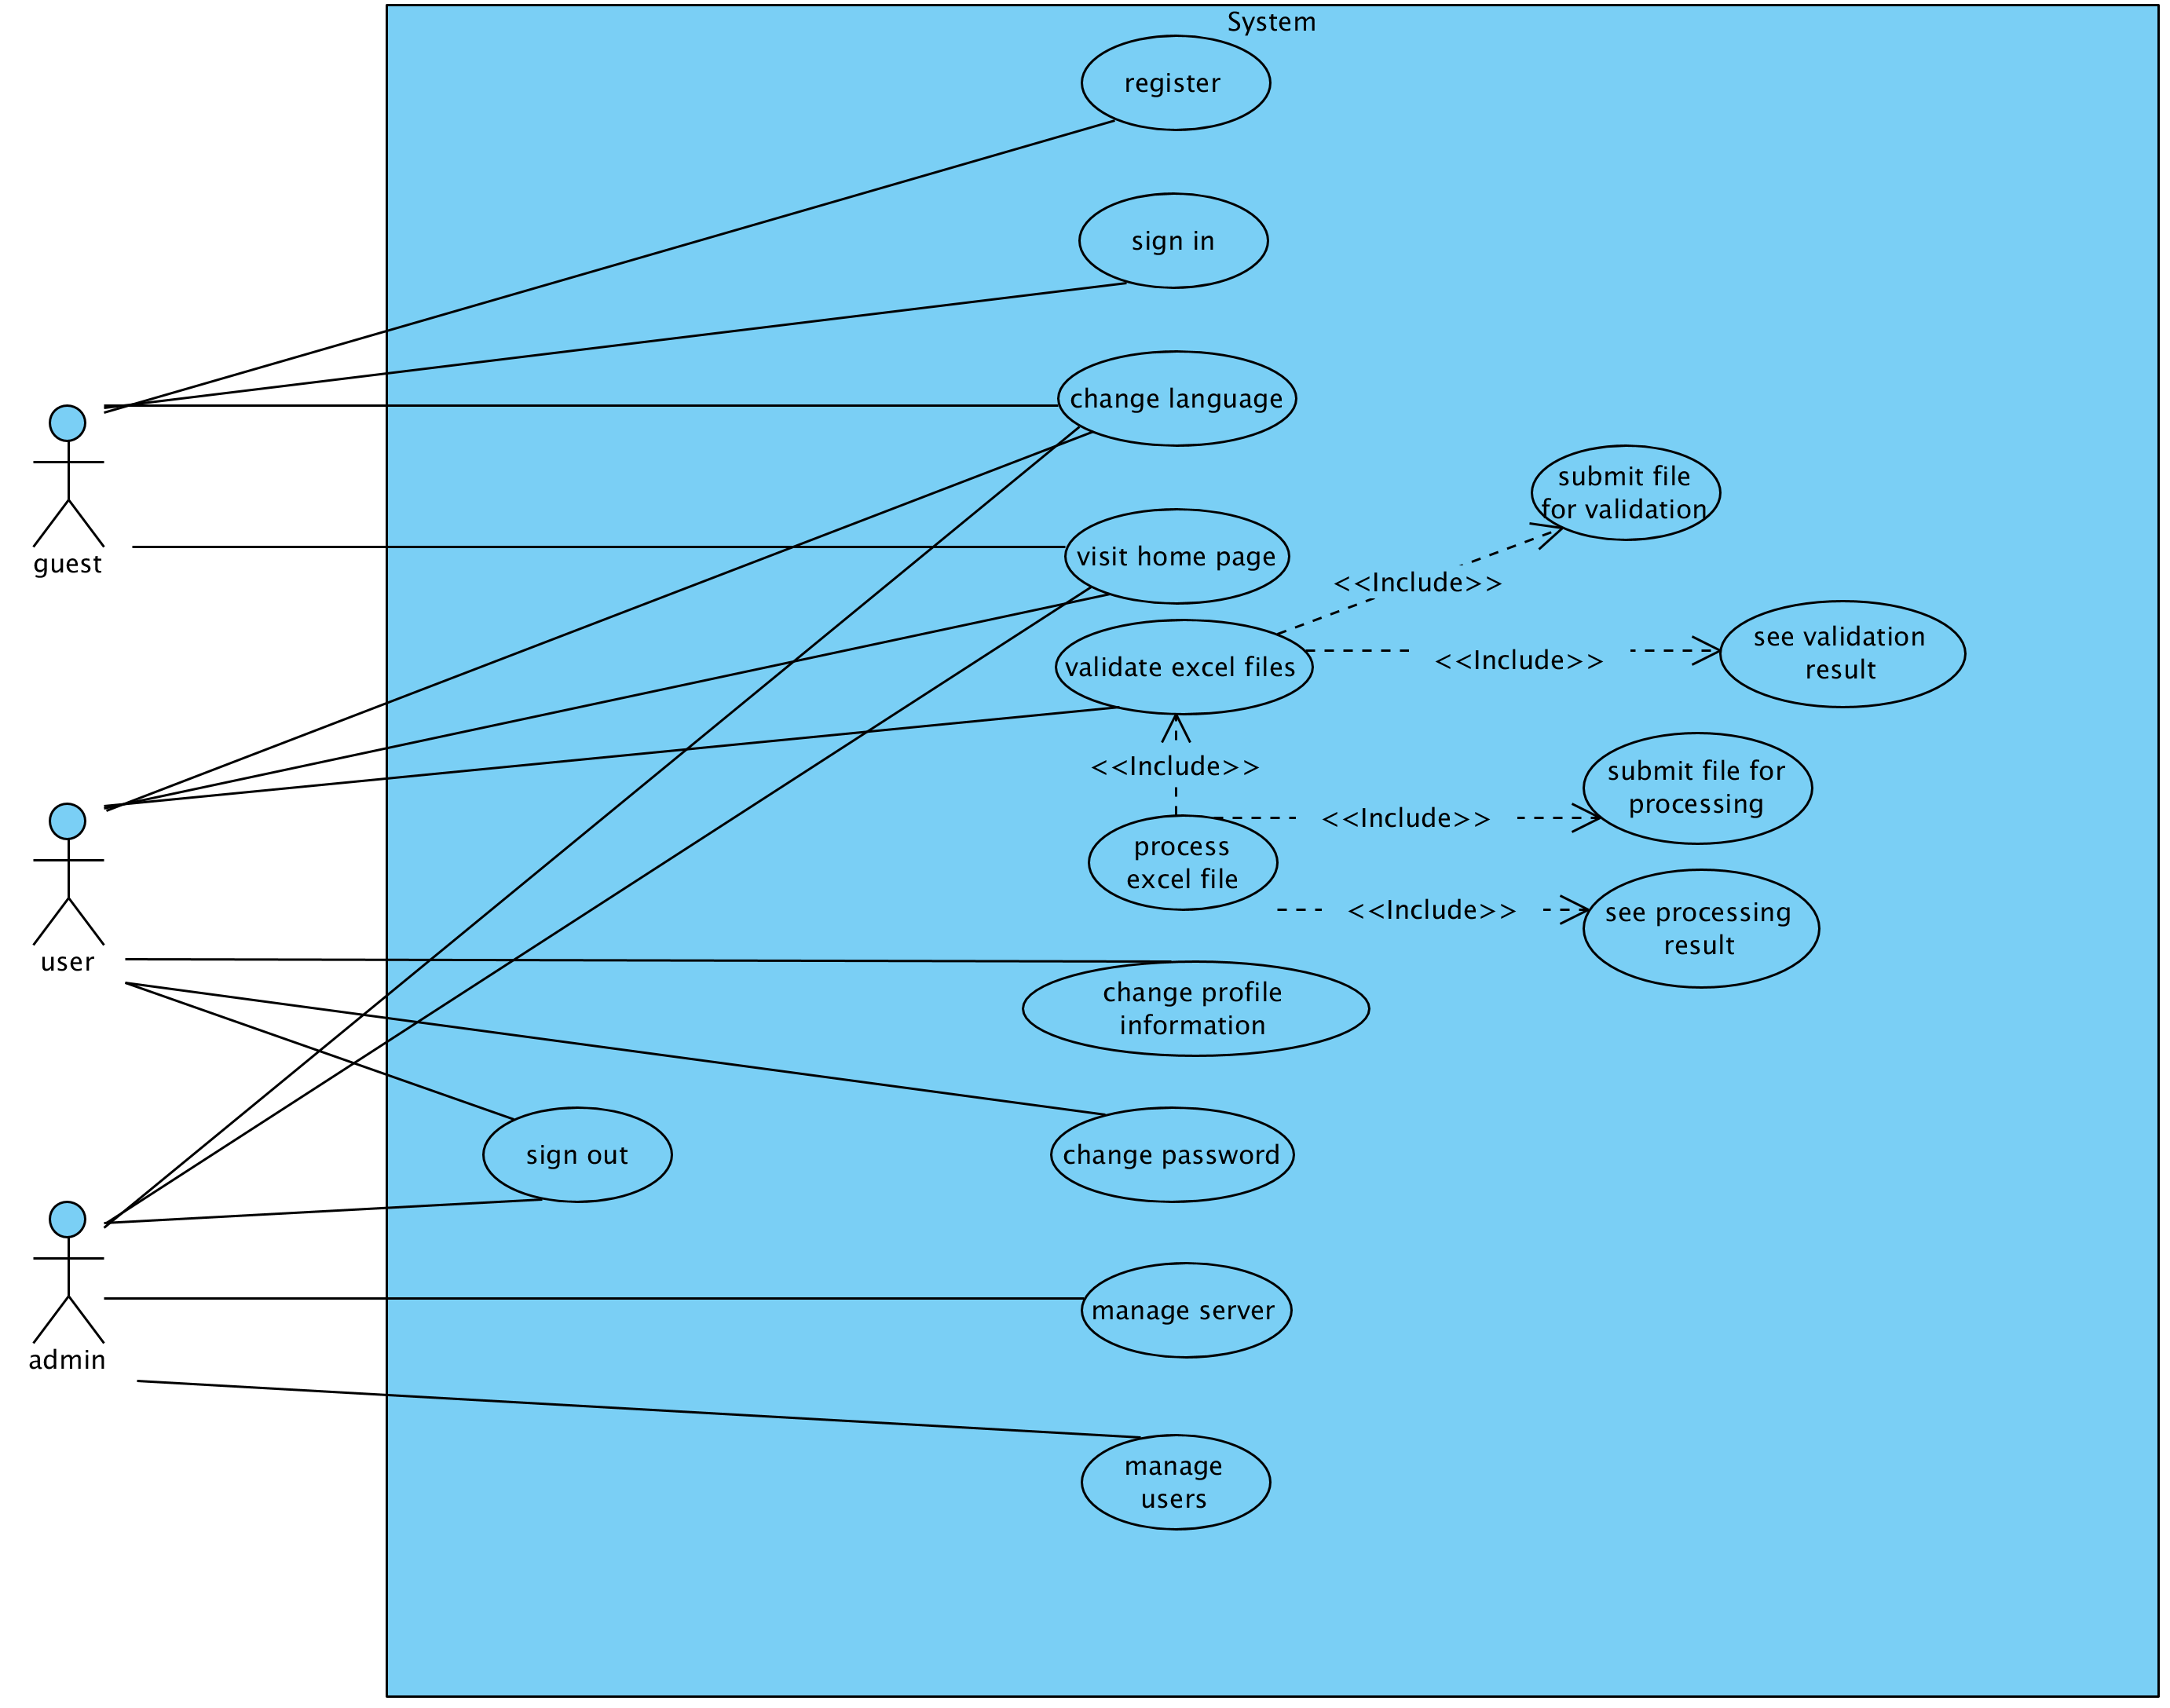 System
register
sign in
change language
guest
submit file
for validation
visit home page
<<Include>>
see validation
result
validate excel files
<<Include>>
<<Include>>
submit file for
processing
<<Include>>
process
excel file
<<Include>>
see processing
result
user
change profile
information
sign out
change password
manage server
admin
manage
users